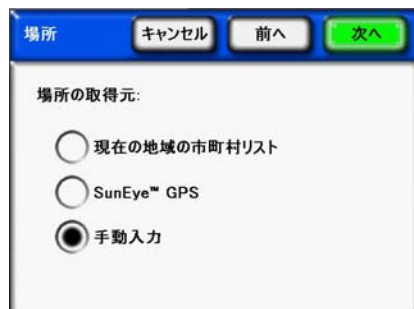 場所 キャンセル 前へ 次へ
場所の取得元:
現在の地域の市町村リスト
SunEye™ GPS
手動入力